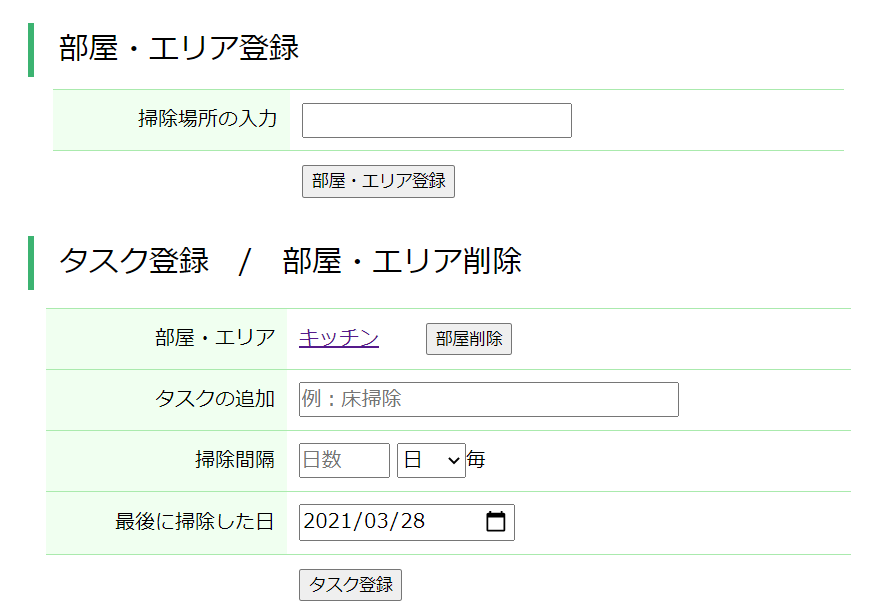 部屋・エリア登録
掃除場所の入力
部屋・エリア登録
タスク登録　/　部屋・エリア削除
部屋・エリア キッチン 部屋削除
タスクの追加 例：床掃除
掃除間隔 日数 日 毎
最後に掃除した日 2021/03/28
タスク登録